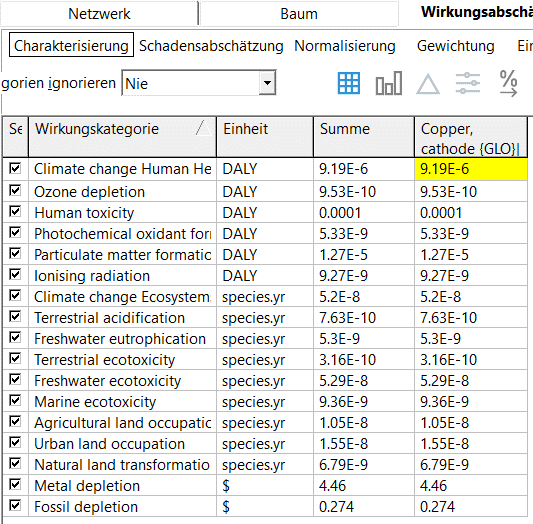 Netzwerk Baum Wirkungsabschä
Charakterisierung Schadensabschätzung Normalisierung Gewichtung Ein
gorien ignorieren Nie
Se Wirkungskategorie Einheit Summe Copper,
cathode {GLO}|
Climate change Human He DALY 9.19E-6 9.19E-6
Ozone depletion DALY 9.53E-10 9.53E-10
Human toxicity DALY 0.0001 0.0001
Photochemical oxidant for DALY 5.33E-9 5.33E-9
Particulate matter formatio DALY 1.27E-5 1.27E-5
Ionising radiation DALY 9.27E-9 9.27E-9
Climate change Ecosystem species.yr 5.2E-8 5.2E-8
Terrestrial acidification species.yr 7.63E-10 7.63E-10
Freshwater eutrophication species.yr 5.3E-9 5.3E-9
Terrestrial ecotoxicity species.yr 3.16E-10 3.16E-10
Freshwater ecotoxicity species.yr 5.29E-8 5.29E-8
Marine ecotoxicity species.yr 9.36E-9 9.36E-9
Agricultural land occupatic species.yr 1.05E-8 1.05E-8
Urban land occupation species.yr 1.55E-8 1.55E-8
Natural land transformatio species.yr 6.79E-9 6.79E-9
Metal depletion $ 4.46 4.46
Fossil depletion $ 0.274 0.274